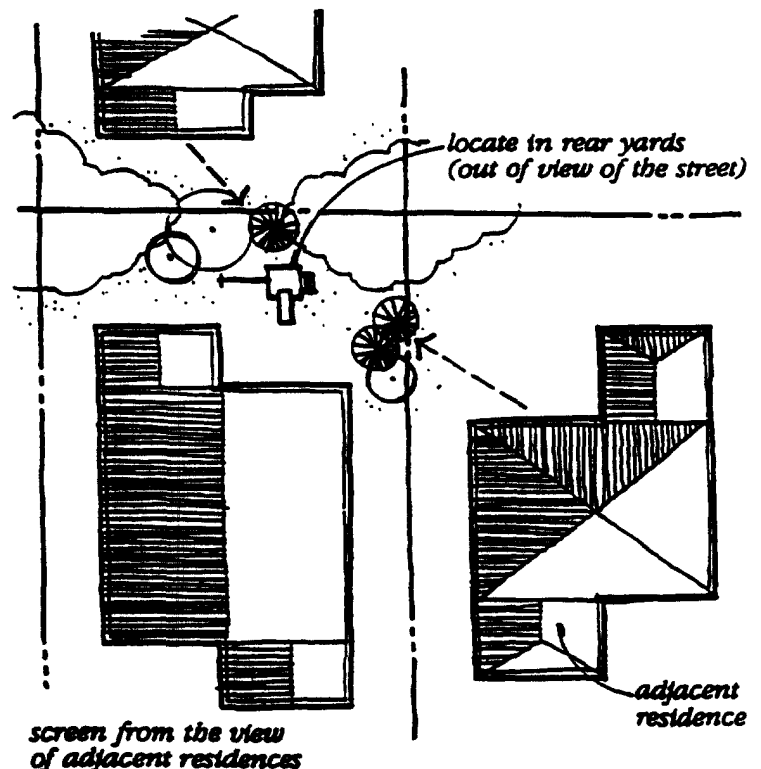 locate in rear yards
(out of view of the street)
adjacent
residence
screen from the view
of adjacent residences